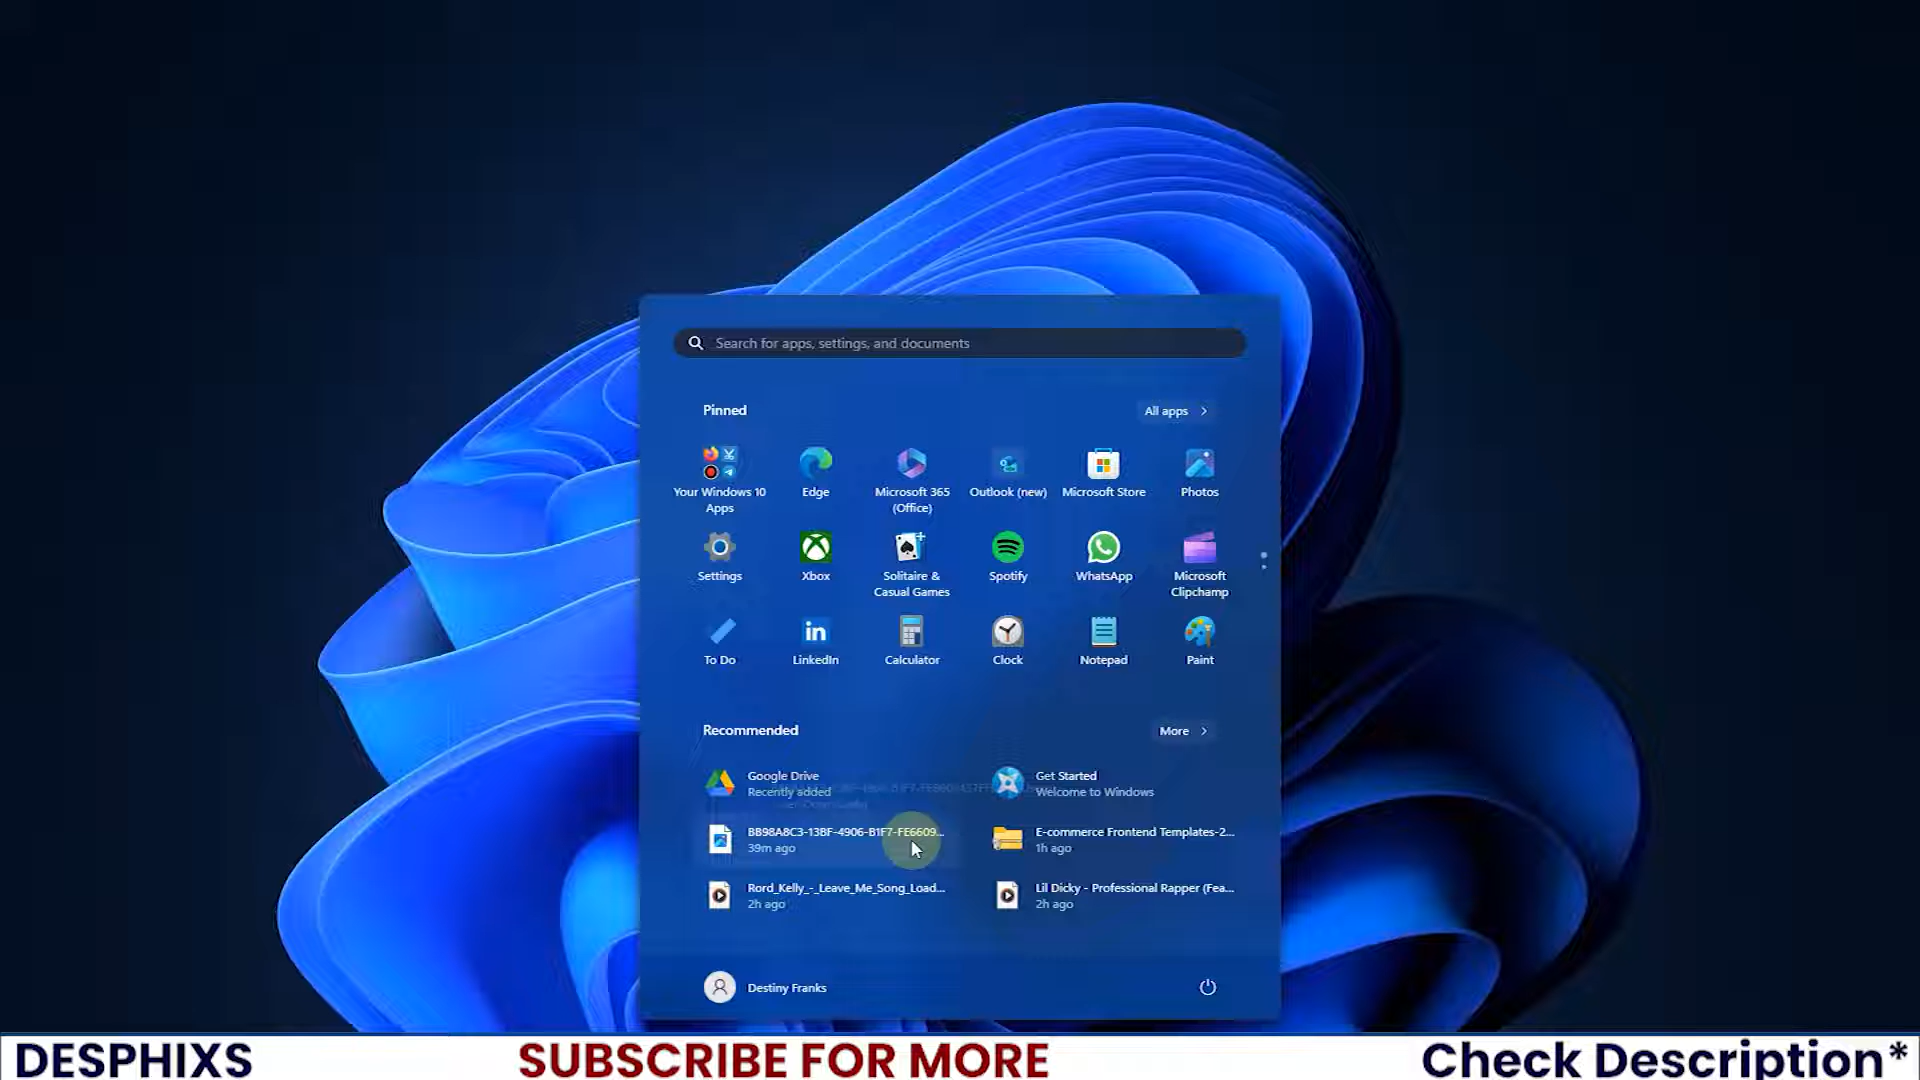 Search for apps, settings, and documents
Pinned
All apps
Your Windows 10 Apps
Edge
Microsoft 365 (Office)
Outlook (new)
Microsoft Store
Photos
Settings
Xbox
Solitaire & Casual Games
Spotify
WhatsApp
Microsoft Clipchamp
To Do
LinkedIn
Calculator
Clock
Notepad
Paint
Recommended
More
Google Drive
Recently added
Get Started
Welcome to Windows
BB98A8C3-13BF-4906-B1F7-FE6609...
39m ago
E-commerce Frontend Templates-2...
1h ago
Rord_Kelly_-_Leave_Me_Song_Load...
2h ago
Lil Dicky - Professional Rapper (Fea...
2h ago
Destiny Franks
DESPHIXS
SUBSCRIBE FOR MORE
Check Description*